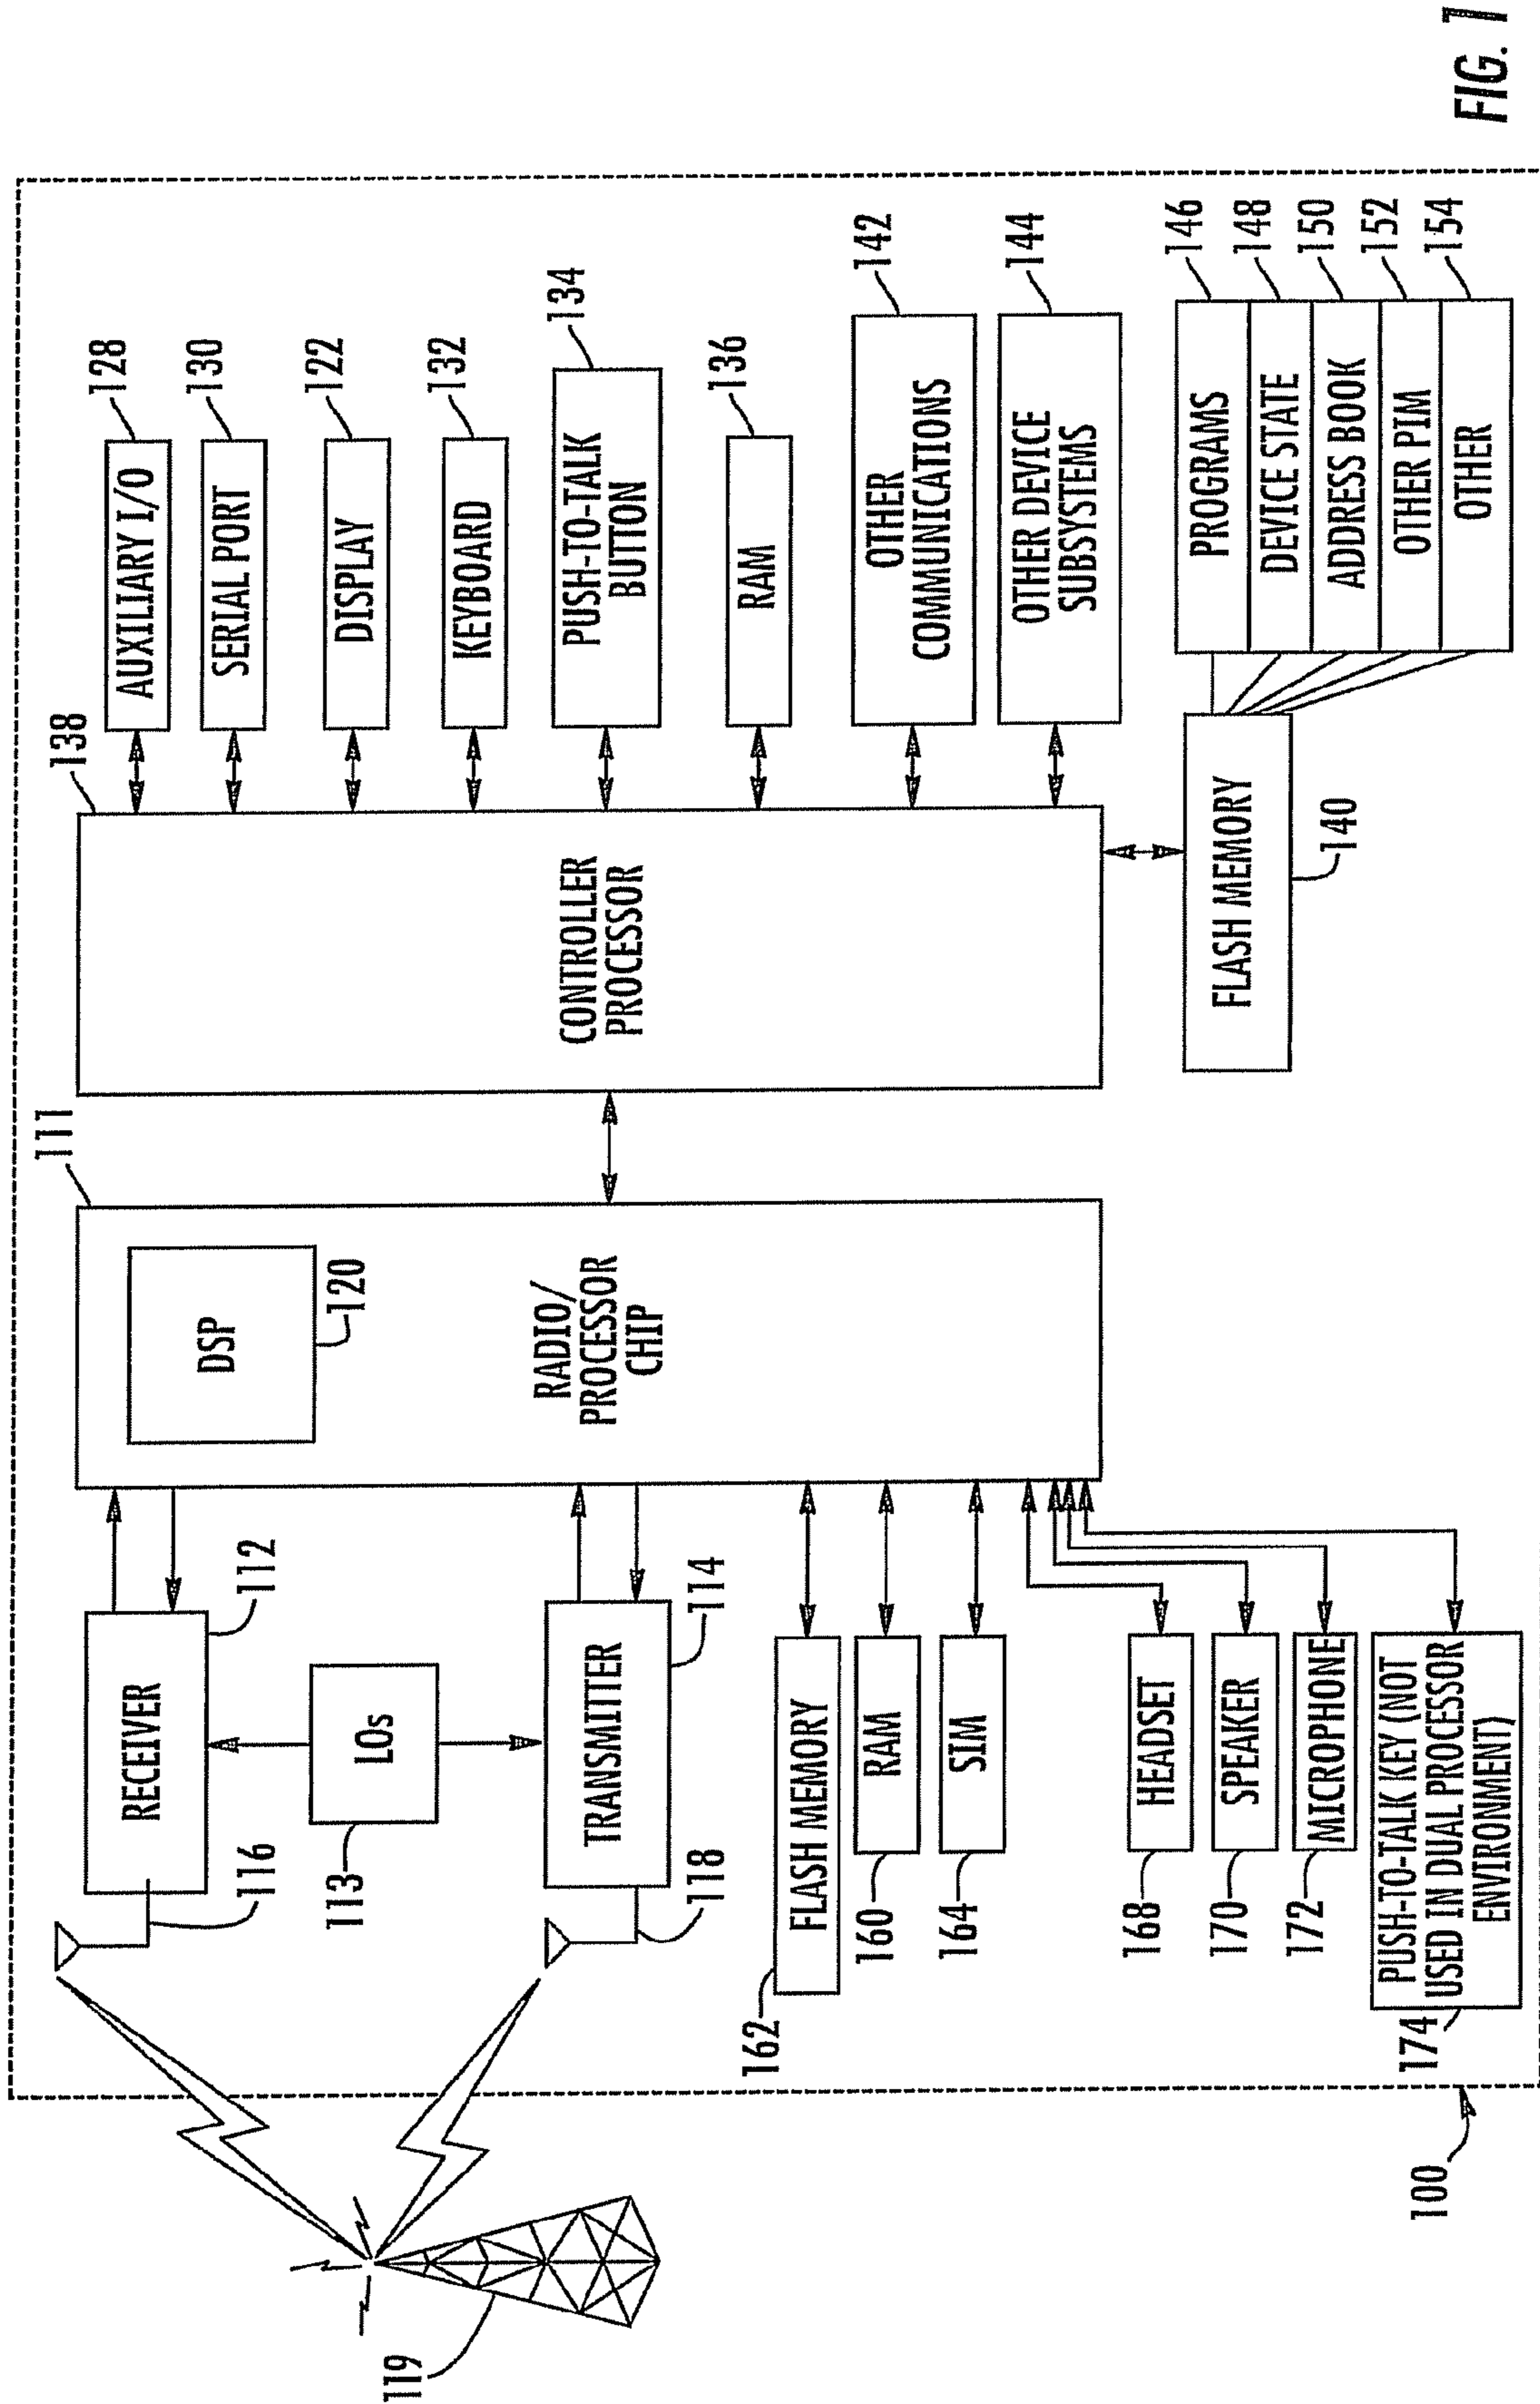 138
128
AUXILIARY I/O
130
SERIAL PORT
122
DISPLAY
132
KEYBOARD
134
PUSH-TO-TALK
BUTTON
136
RAM
142
OTHER
COMMUNICATIONS
144
OTHER DEVICE
SUBSYSTEMS
CONTROLLER
PROCESSOR
FLASH MEMORY
140
PROGRAMS
146
DEVICE STATE
148
ADDRESS BOOK
150
OTHER PIM
152
OTHER
154
111
DSP
120
RADIO/
PROCESSOR
CHIP
RECEIVER
112
116
LOs
113
TRANSMITTER
114
118
FLASH MEMORY
162
RAM
160
SIM
164
HEADSET
168
SPEAKER
170
MICROPHONE
172
PUSH-TO-TALK KEY (NOT
USED IN DUAL PROCESSOR
ENVIRONMENT)
174
119
100
FIG. 1